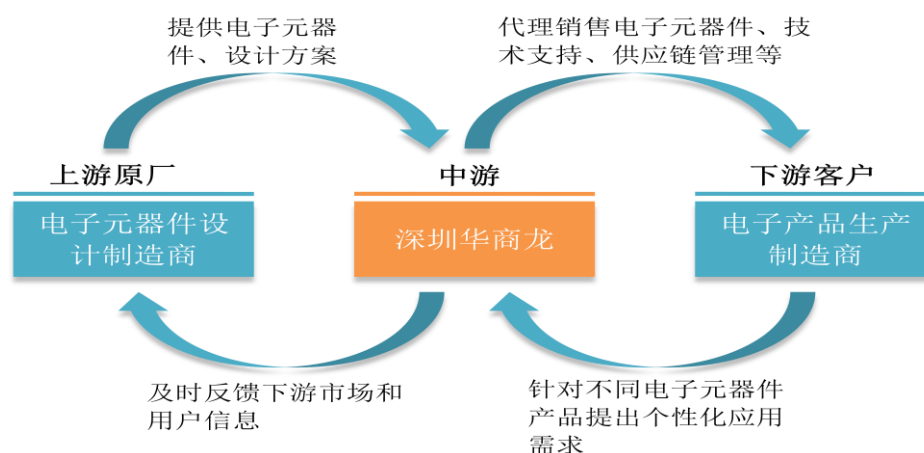 提供电子元器
件、设计方案
代理销售电子元器件、技
术支持、供应链管理等
上游原厂
中游
下游客户
电子元器件设
计制造商
深圳华商龙
电子产品生产
制造商
及时反馈下游市场和
用户信息
针对不同电子元器件
产品提出个性化应用
需求